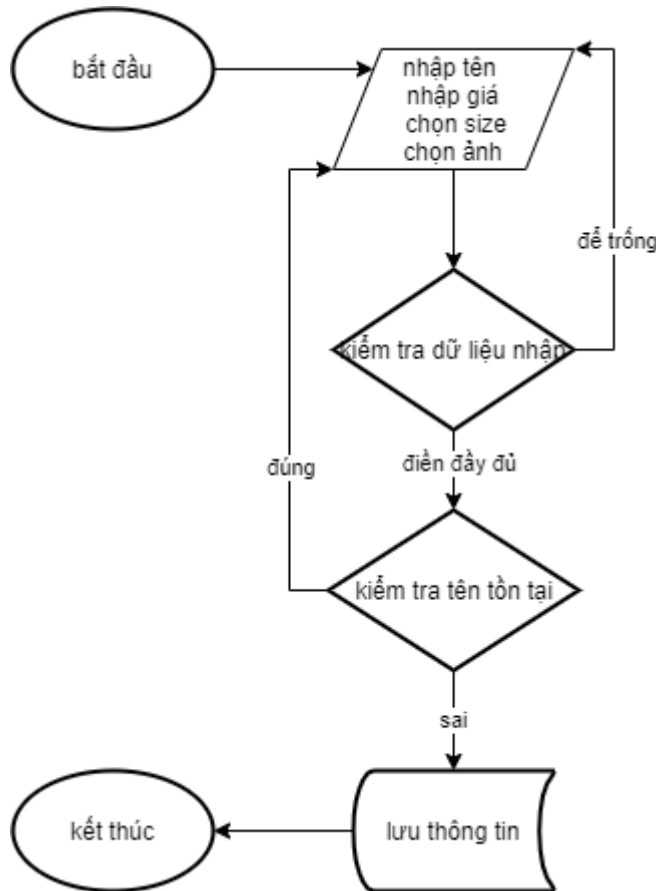 bắt đầu
nhập tên
nhập giá
chọn size
chọn ảnh
để trống
kiểm tra dữ liệu nhập
đúng
điền đầy đủ
kiểm tra tên tồn tại
sai
kết thúc
lưu thông tin